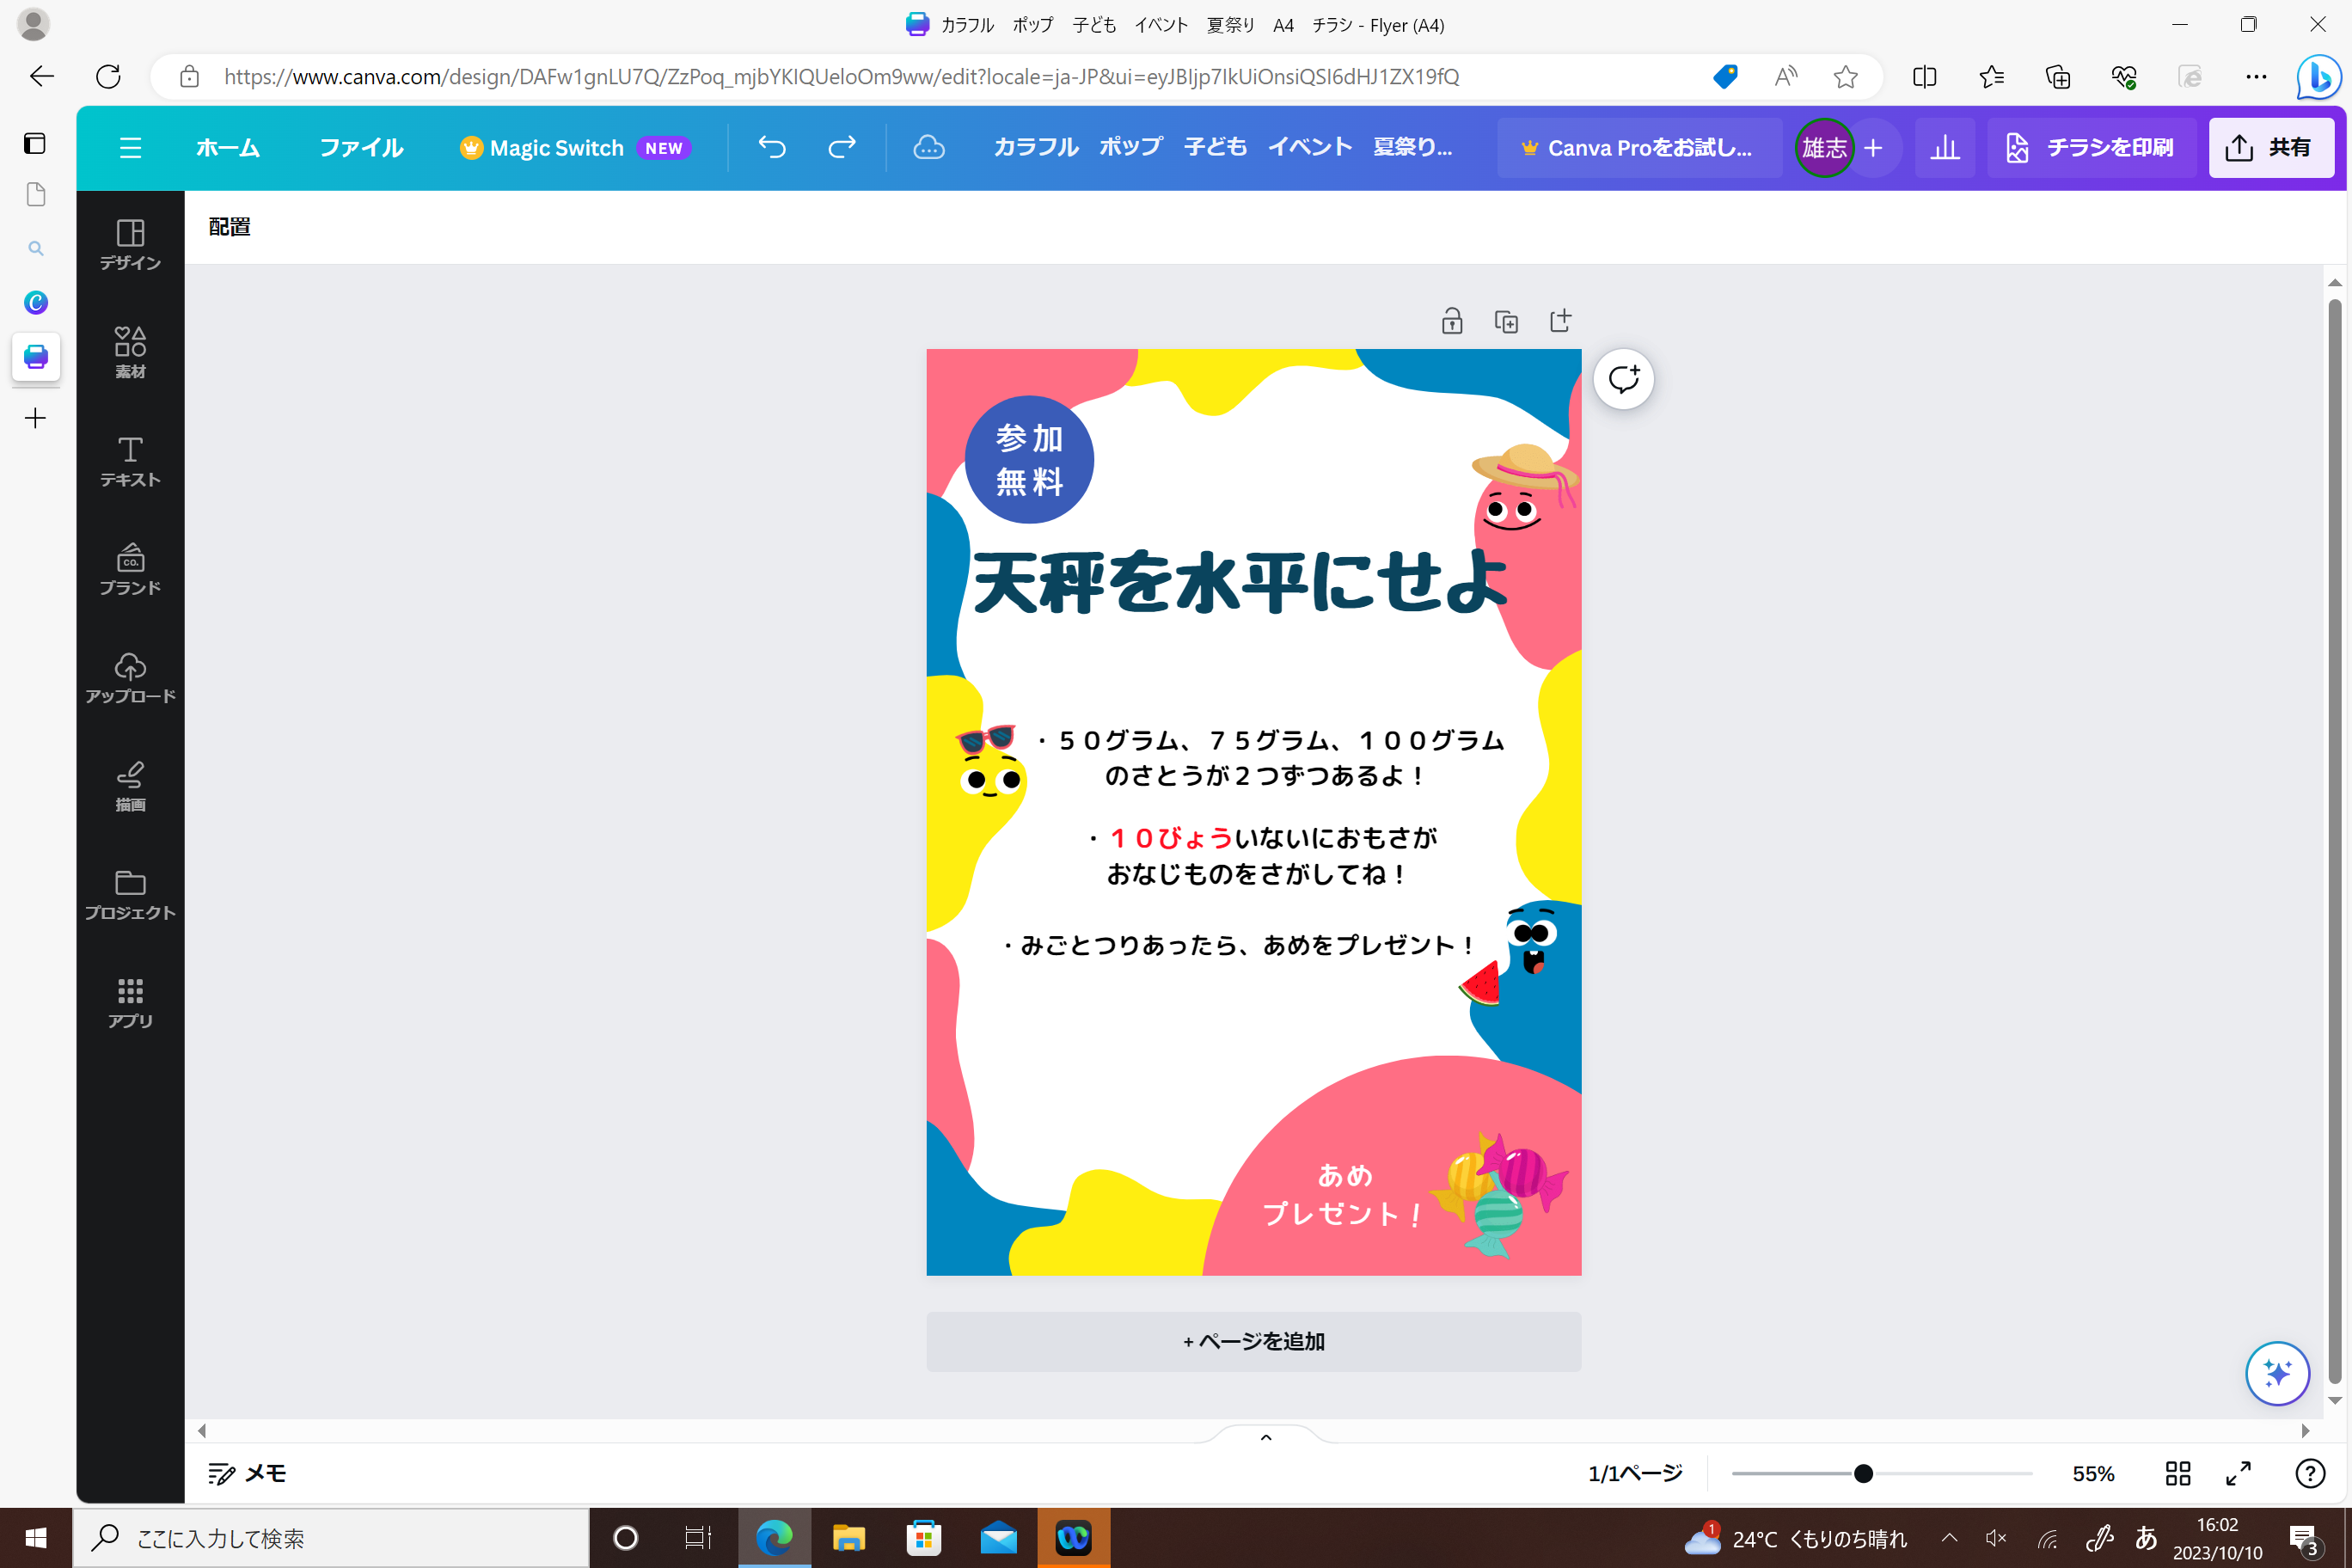 カラフル ポップ 子ども イベント 夏祭り A4 チラシ - Flyer (A4)
https://www.canva.com/design/DAFw1gnLU7Q/ZzPoq_mjbYKIQUeloOm9ww/edit?locale=ja-JP&ui=eyJBIjp7IkUiOnsiQSI6dHJ1ZX19fQ
ホーム ファイル Magic Switch NEW カラフル ポップ 子ども イベント 夏祭り... Canva Proをお試し... 雄志 + チラシを印刷 共有
配置
デザイン
素材
テキスト
CO.
ブランド
アップロード
描画
プロジェクト
アプリ
参加
無料
天秤を水平にせよ
・５０グラム、７５グラム、１００グラム
のさとうが２つずつあるよ！
・１０びょういないにおもさが
おなじものをさがしてね！
・みごとつりあったら、あめをプレゼント！
あめ
プレゼント！
+ ページを追加
メモ 1/1ページ 55%
ここに入力して検索
1 24°C くもりのち晴れ あ 16:02
2023/10/10 3